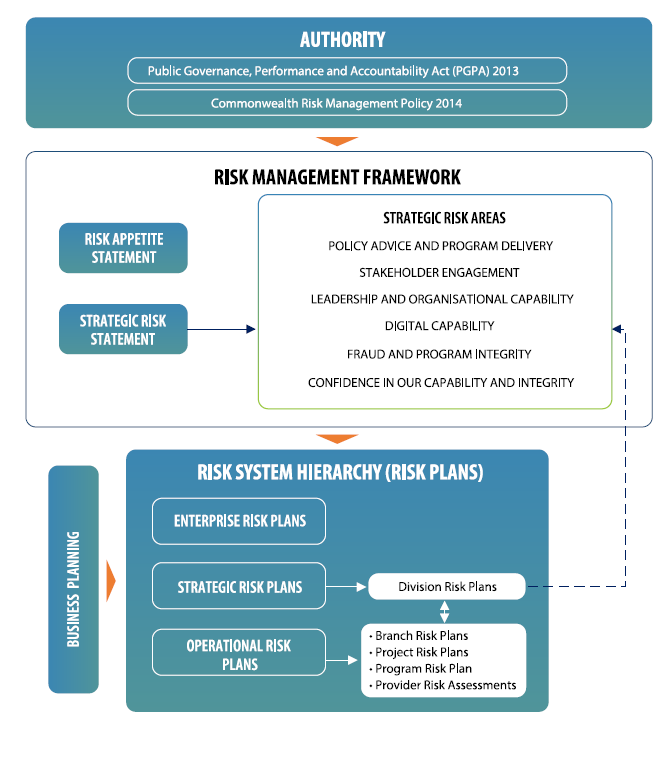 AUTHORITY
Public Governance, Performance and Accountability Act (PGPA) 2013
Commonwealth Risk Management Policy 2014
RISK MANAGEMENT FRAMEWORK
RISK APPETITE
STATEMENT
STRATEGIC RISK
STATEMENT
STRATEGIC RISK AREAS
POLICY ADVICE AND PROGRAM DELIVERY
STAKEHOLDER ENGAGEMENT
LEADERSHIP AND ORGANISATIONAL CAPABILITY
DIGITAL CAPABILITY
FRAUD AND PROGRAM INTEGRITY
CONFIDENCE IN OUR CAPABILITY AND INTEGRITY
BUSINESS PLANNING
RISK SYSTEM HIERARCHY (RISK PLANS)
ENTERPRISE RISK PLANS
STRATEGIC RISK PLANS
Division Risk Plans
OPERATIONAL RISK
PLANS
• Branch Risk Plans
• Project Risk Plans
• Program Risk Plan
• Provider Risk Assessments